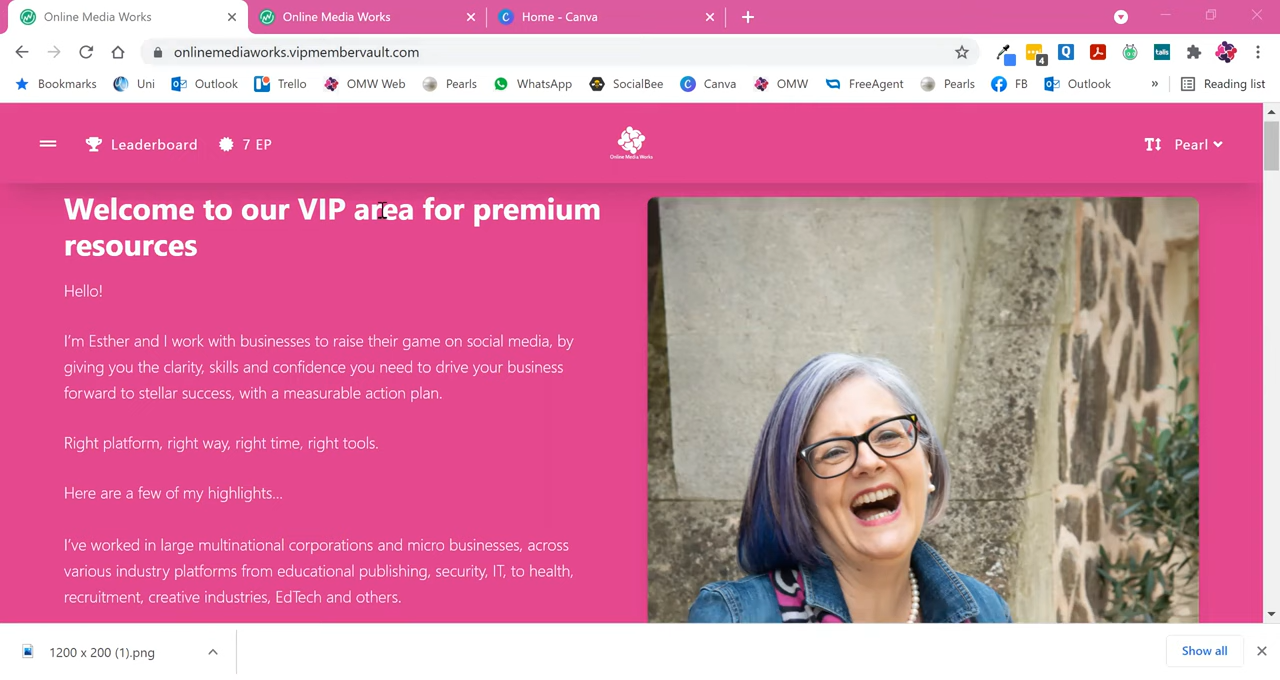 Online Media Works
Online Media Works
Home - Canva
onlinemediaworks.vipmembervault.com
4
Q
talis
Bookmarks
Uni
Outlook
Trello
OMW Web
Pearls
WhatsApp
SocialBee
Canva
OMW
FreeAgent
Pearls
FB
Outlook
»
Reading list
Leaderboard
7 EP
Online Media Works
Pearl
Welcome to our VIP area for premium
resources
Hello!
I'm Esther and I work with businesses to raise their game on social media, by
giving you the clarity, skills and confidence you need to drive your business
forward to stellar success, with a measurable action plan.
Right platform, right way, right time, right tools.
Here are a few of my highlights...
I've worked in large multinational corporations and micro businesses, across
various industry platforms from educational publishing, security, IT, to health,
recruitment, creative industries, EdTech and others.
1200 x 200 (1).png
Show all